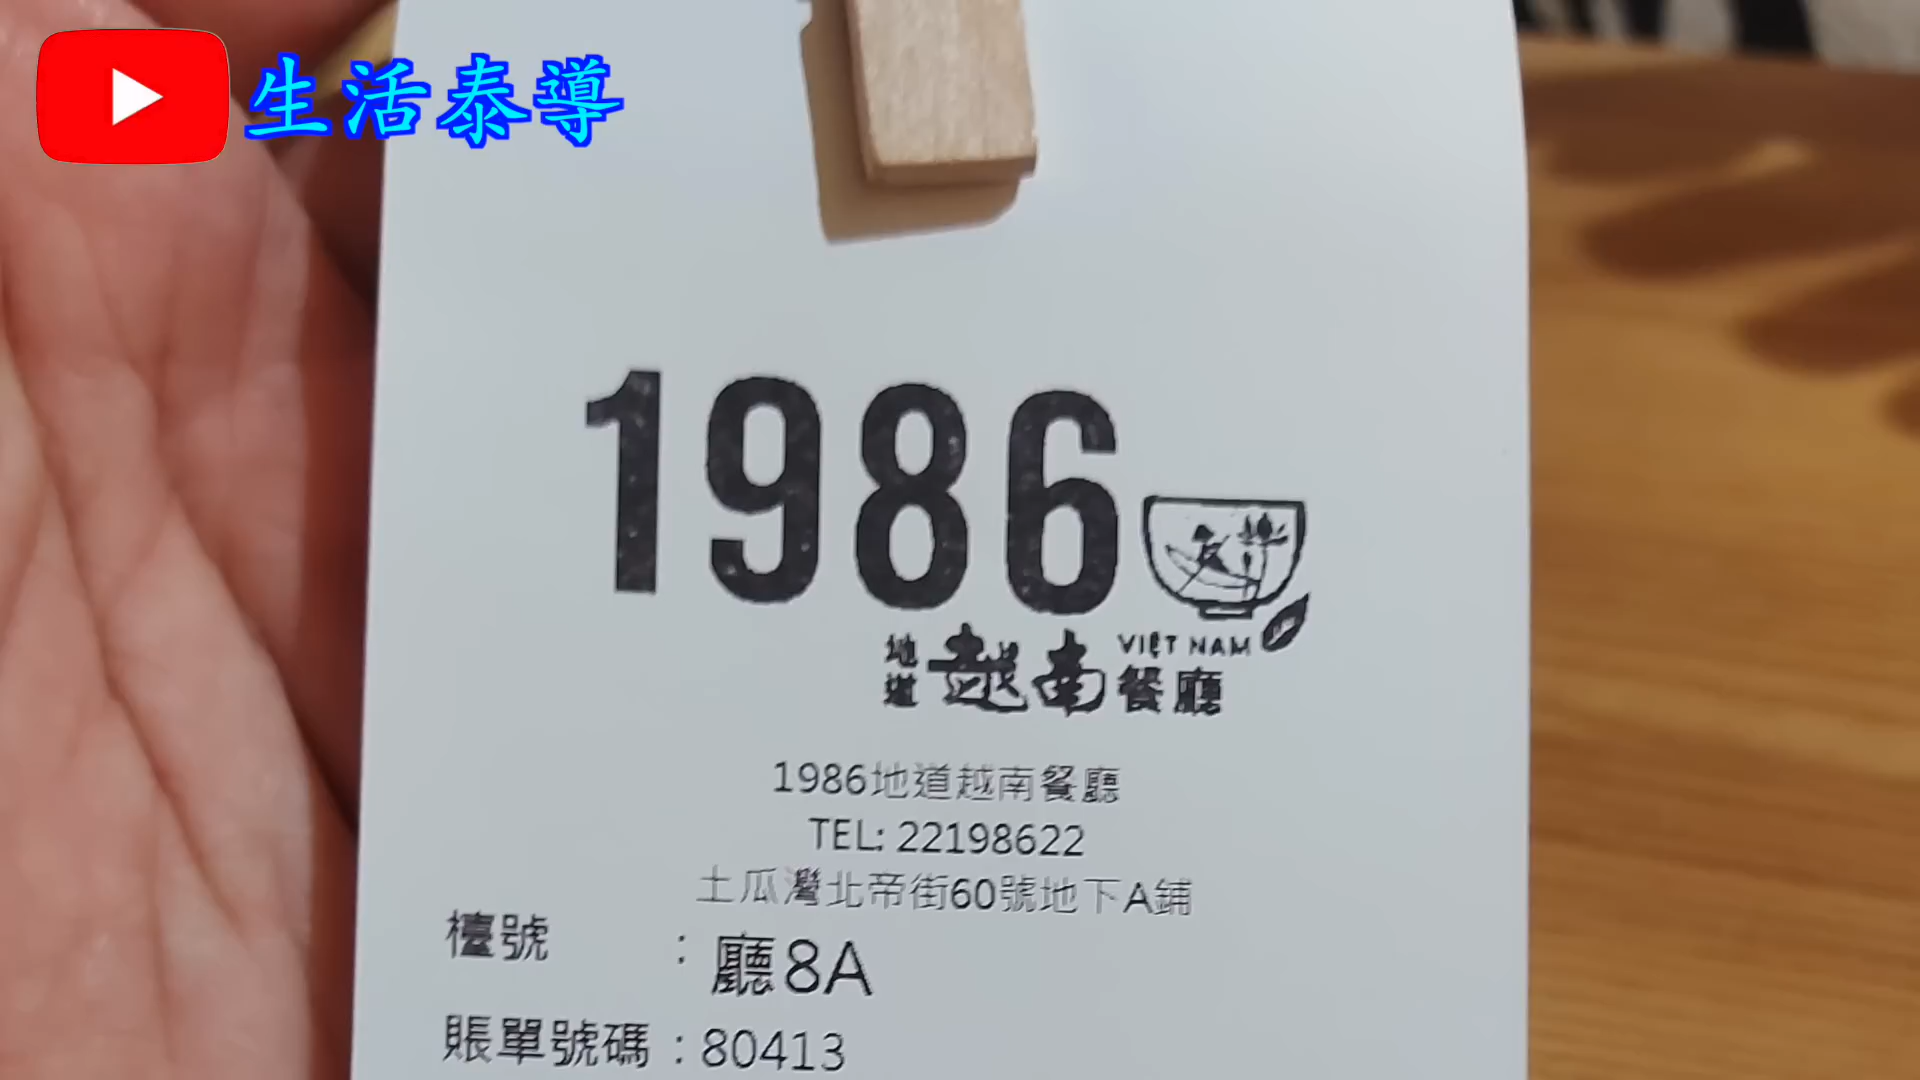 生活泰導
1986
地道越南 VIỆT NAM 餐廳
1986地道越南餐廳
TEL: 22198622
土瓜灣北帝街60號地下A鋪
檯號 : 廳8A
賬單號碼 : 80413